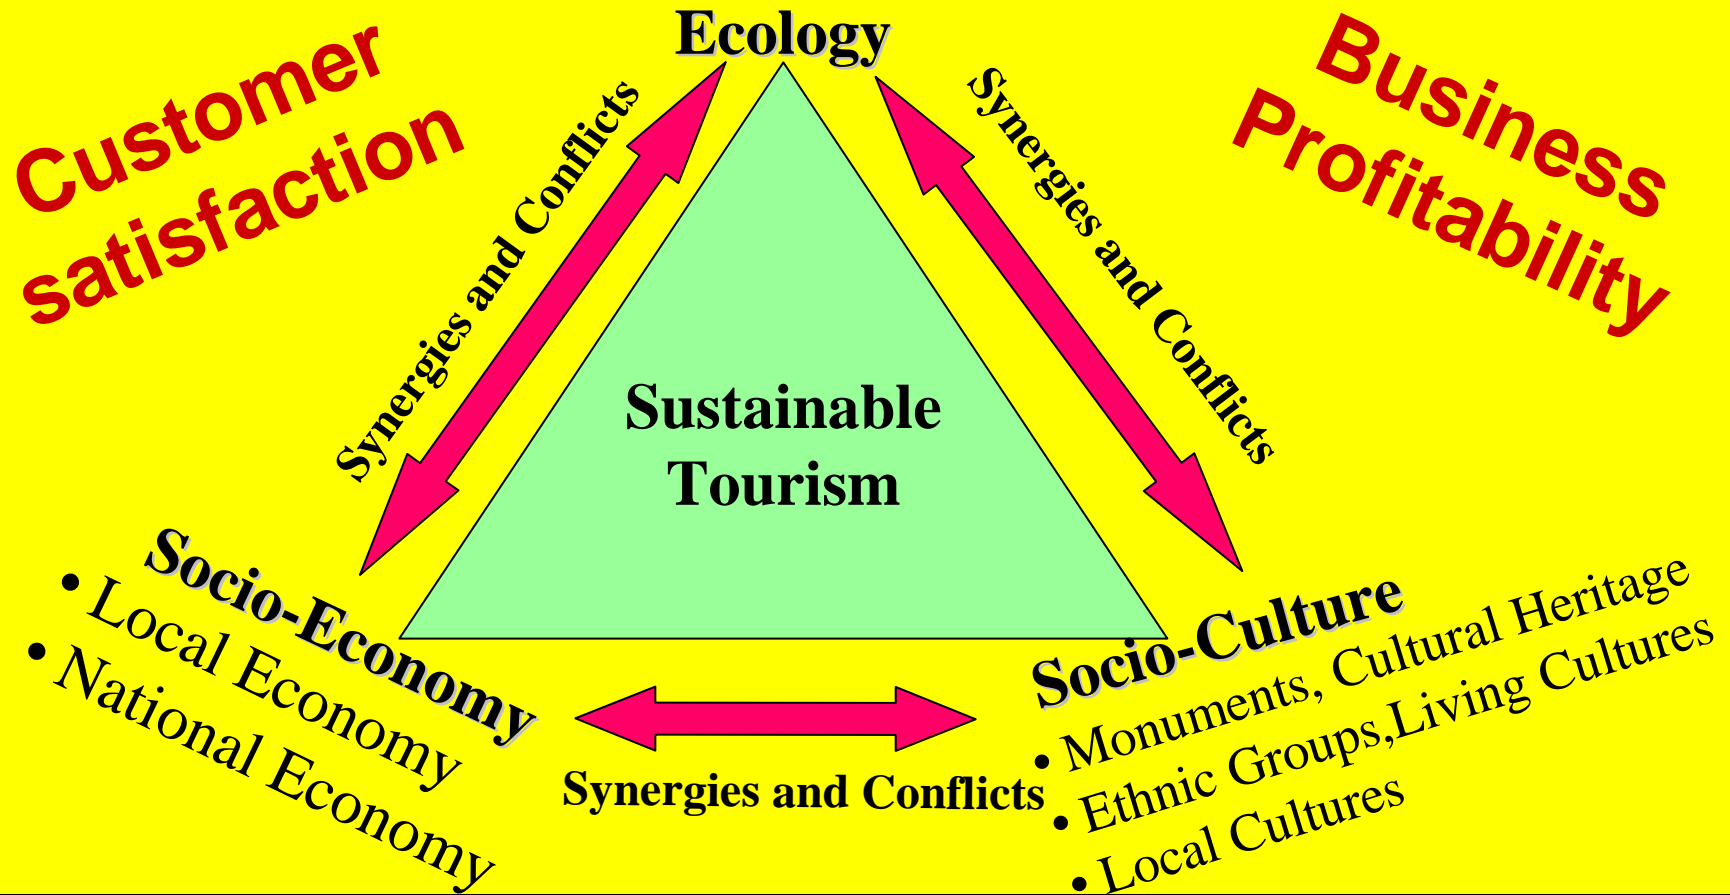 Ecology
Customer
satisfaction
Business
Profitability
Synergies and Conflicts
Synergies and Conflicts
Sustainable
Tourism
Socio-Economy
• Local Economy
• National Economy
Socio-Culture
• Monuments, Cultural Heritage
• Ethnic Groups,Living Cultures
• Local Cultures
Synergies and Conflicts